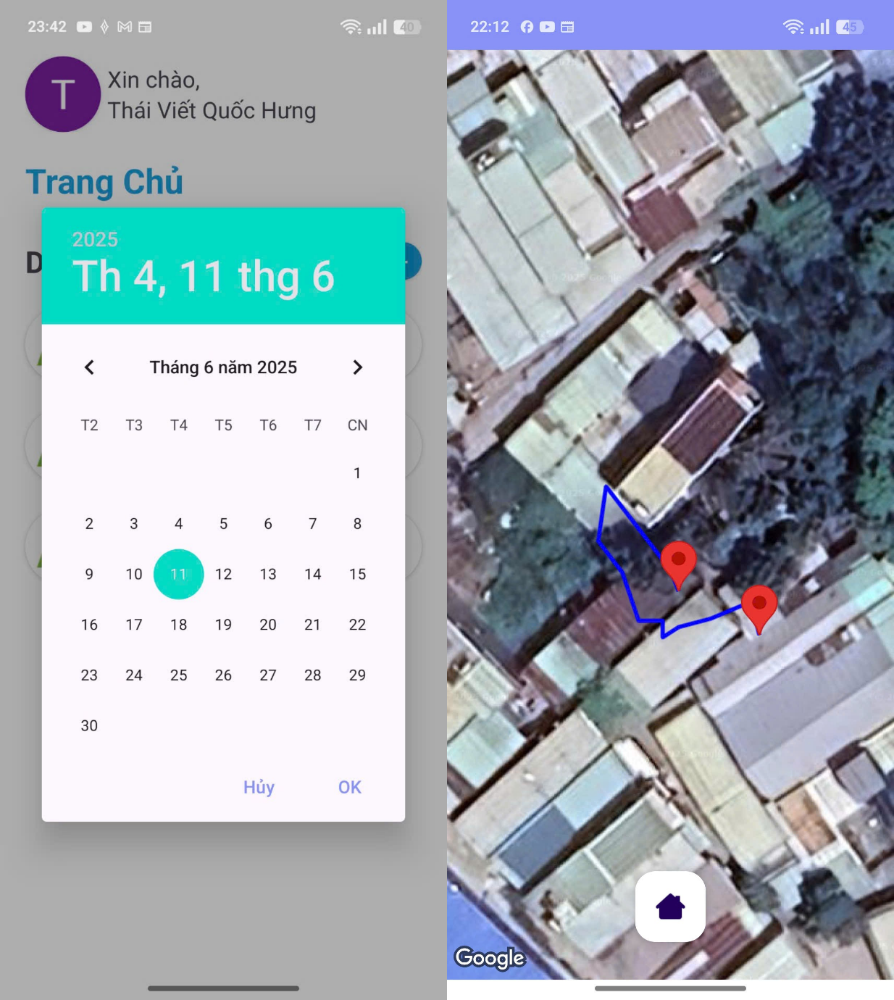 23:42
40
T
Xin chào,
Thái Viết Quốc Hưng
Trang Chủ
D
2025
Th 4, 11 thg 6
Tháng 6 năm 2025
T2 T3 T4 T5 T6 T7 CN
1
2 3 4 5 6 7 8
9 10 11 12 13 14 15
16 17 18 19 20 21 22
23 24 25 26 27 28 29
30
Hủy OK
22:12
45
Google